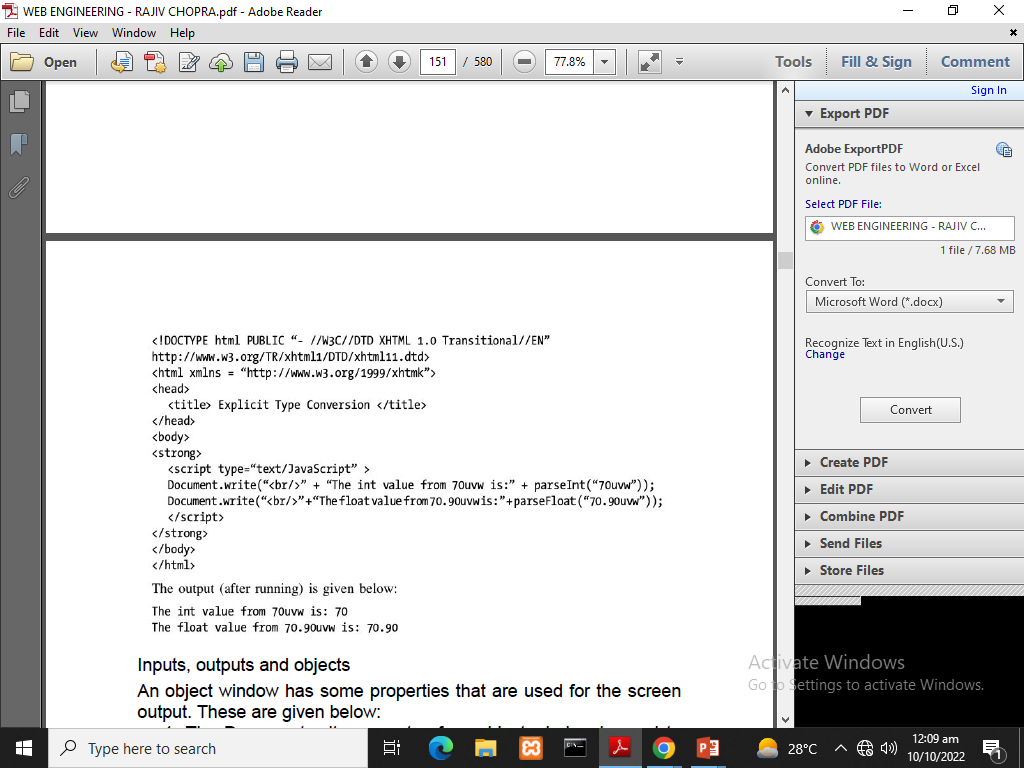 WEB ENGINEERING - RAJIV CHOPRA.pdf - Adobe Reader
File Edit View Window Help
Open 151 / 580 77.8% Tools Fill & Sign Comment
Sign In
Export PDF
Adobe ExportPDF
Convert PDF files to Word or Excel
online.
Select PDF File:
WEB ENGINEERING - RAJIV C...
1 file / 7.68 MB
Convert To:
Microsoft Word (*.docx)
Recognize Text in English(U.S.)
Change
Convert
Create PDF
Edit PDF
Combine PDF
Send Files
Store Files
<!DOCTYPE html PUBLIC “- //W3C//DTD XHTML 1.0 Transitional//EN”
http://www.w3.org/TR/xhtml1/DTD/xhtml11.dtd>
<html xmlns = “http://www.w3.org/1999/xhtmk”>
<head>
<title> Explicit Type Conversion </title>
</head>
<body>
<strong>
<script type=“text/JavaScript” >
Document.write(“<br/>” + “The int value from 70uvw is:” + parseInt(“70uvw”));
Document.write(“<br/>”+“The float value from 70.90uvw is:”+parseFloat(“70.90uvw”));
</script>
</strong>
</body>
</html>
The output (after running) is given below:
The int value from 70uvw is: 70
The float value from 70.90uvw is: 70.90
Inputs, outputs and objects
An object window has some properties that are used for the screen
output. These are given below:
Activate Windows
Go to Settings to activate Windows.
Type here to search
28°C
12:09 am
10/10/2022
1